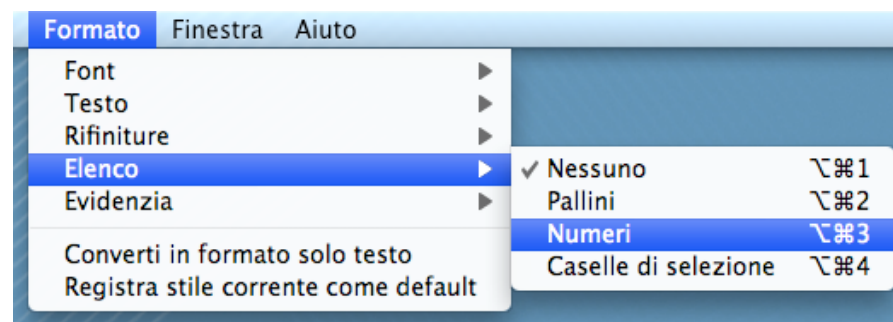 Formato Finestra Aiuto
Font
Testo
Rifiniture
Elenco
Evidenzia
Converti in formato solo testo
Registra stile corrente come default
Nessuno ⌥⌘1
Pallini ⌥⌘2
Numeri ⌥⌘3
Caselle di selezione ⌥⌘4